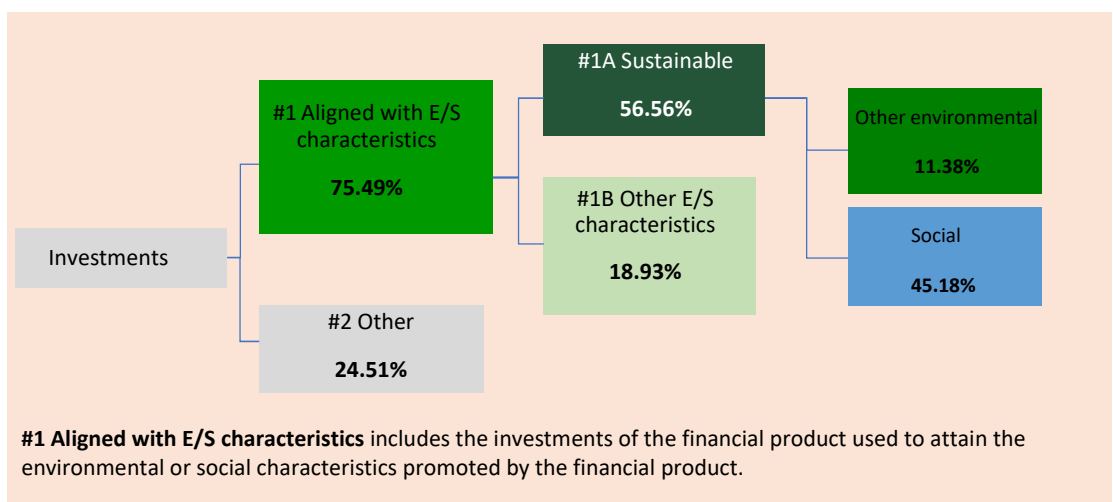 Investments
#1 Aligned with E/S
characteristics
75.49%
#2 Other
24.51%
#1A Sustainable
56.56%
#1B Other E/S
characteristics
18.93%
Other environmental
11.38%
Social
45.18%
#1 Aligned with E/S characteristics includes the investments of the financial product used to attain the
environmental or social characteristics promoted by the financial product.